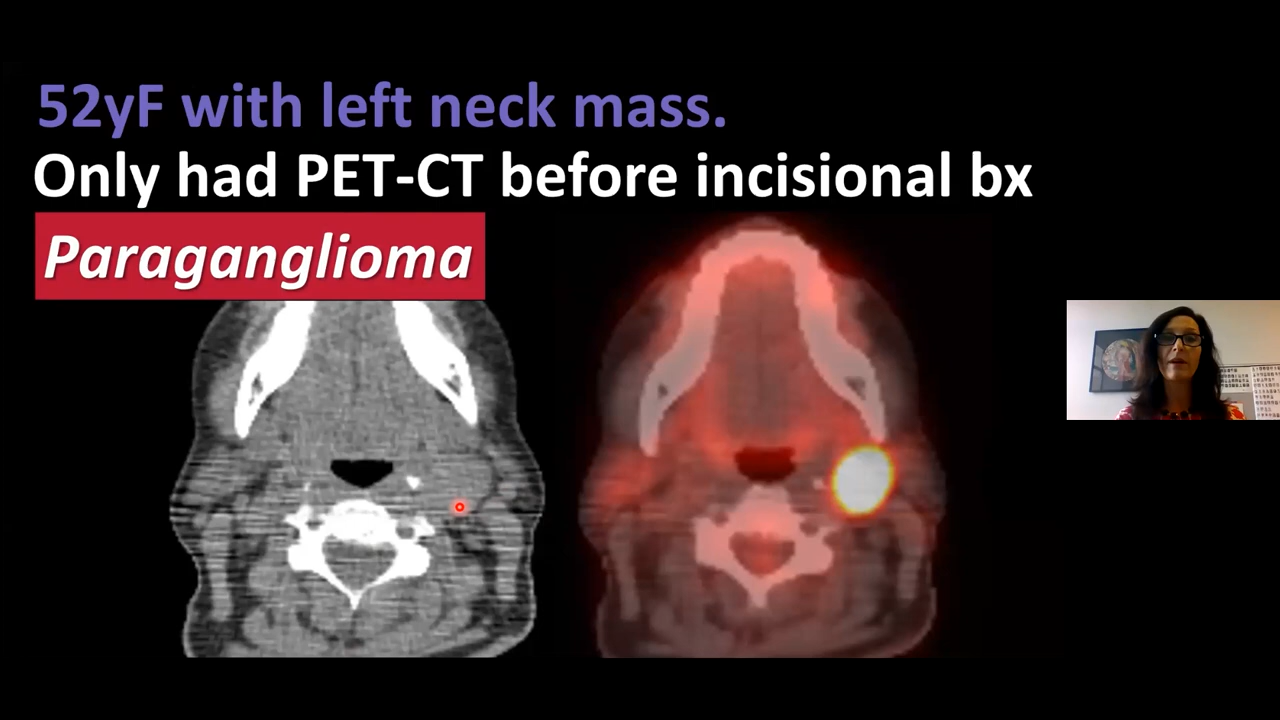 52yF with left neck mass.
Only had PET-CT before incisional bx
Paraganglioma